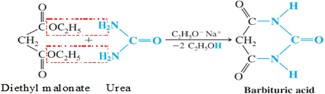 O
C
OC₂H₅
H₂N
CH₂
+
C=O
OC₂H₅
H₂N
C
O
C₂H₅O⁻ Na⁺
−2 C₂H₅OH
O
H
C
N
CH₂
C=O
C
N
O
H
Diethyl malonate
Urea
Barbituric acid